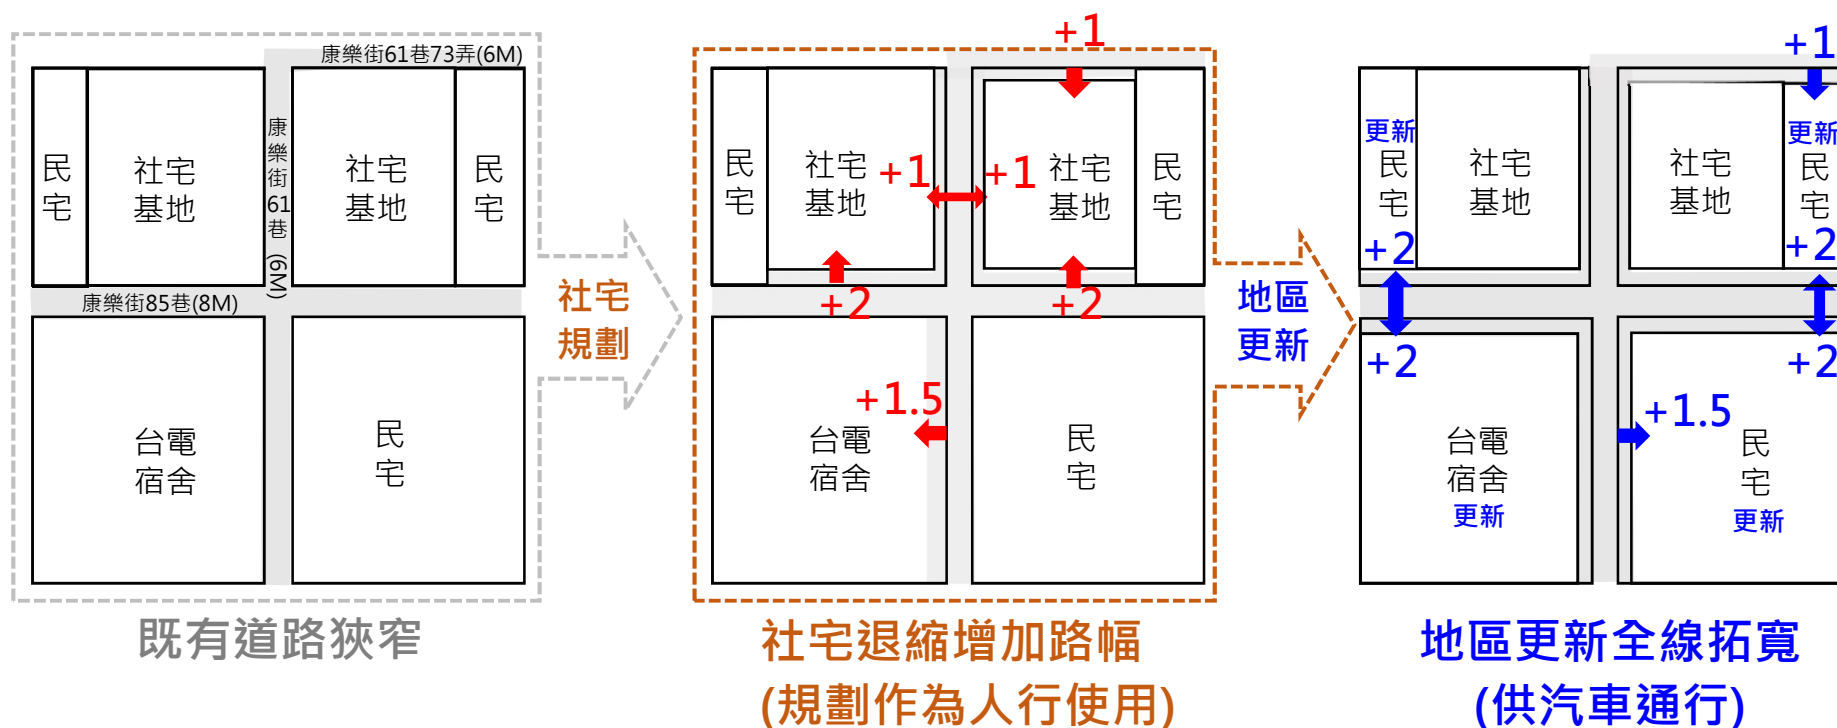 康樂街61巷73弄(6M)
民宅
社宅
基地
康樂街61巷 (6M)
社宅
基地
民宅
康樂街85巷(8M)
台電
宿舍
民宅
既有道路狹窄
社宅
規劃
+1
民宅
社宅
基地
+1
+1
社宅
基地
民宅
+2
+2
+1.5
台電
宿舍
民宅
社宅退縮增加路幅
(規劃作為人行使用)
地區
更新
+1
更新
民宅
社宅
基地
社宅
基地
更新
民宅
+2
+2
+2
+2
+1.5
台電
宿舍
更新
民宅
更新
地區更新全線拓寬
(供汽車通行)